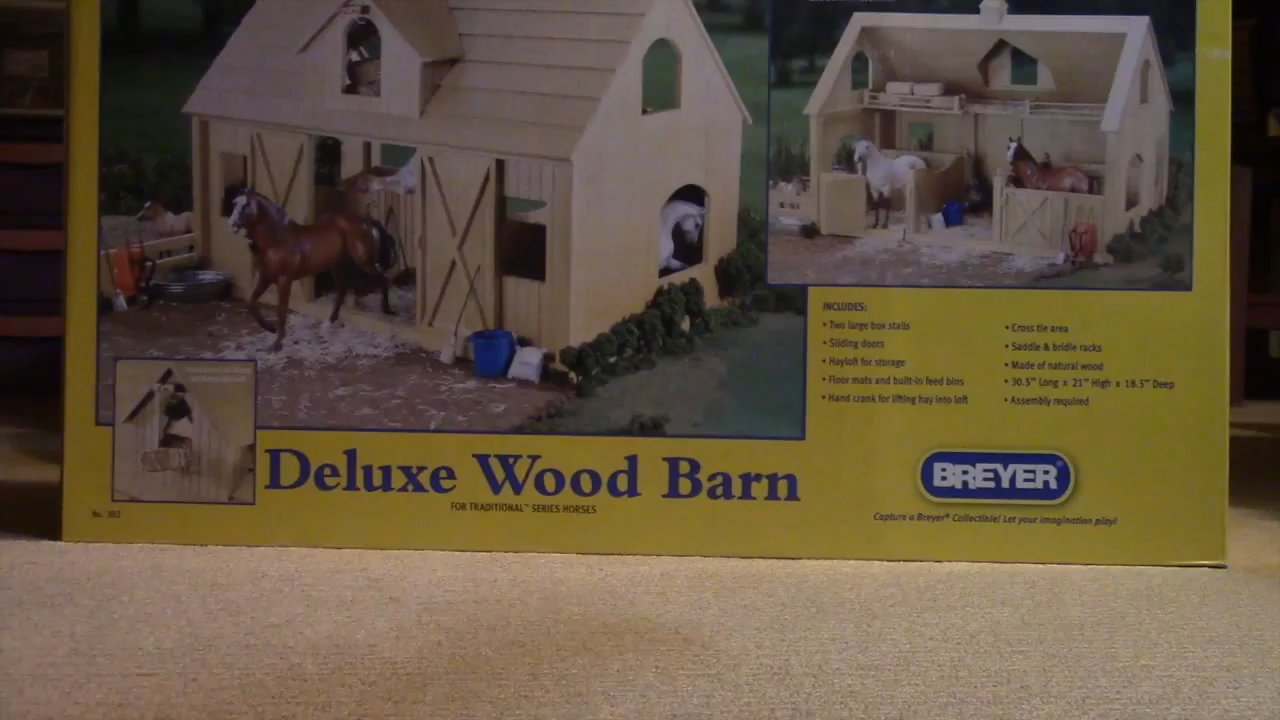 INCLUDES:
• Two large box stalls
• Sliding doors
• Hayloft for storage
• Floor mats and built-in feed bins
• Hand crank for lifting hay into loft
• Cross tie area
• Saddle & bridle racks
• Made of natural wood
• 30.5" Long x 21" High x 18.5" Deep
• Assembly required
Deluxe Wood Barn
FOR TRADITIONAL™ SERIES HORSES
BREYER®
Capture a Breyer® Collectible! Let your imagination play!
No.